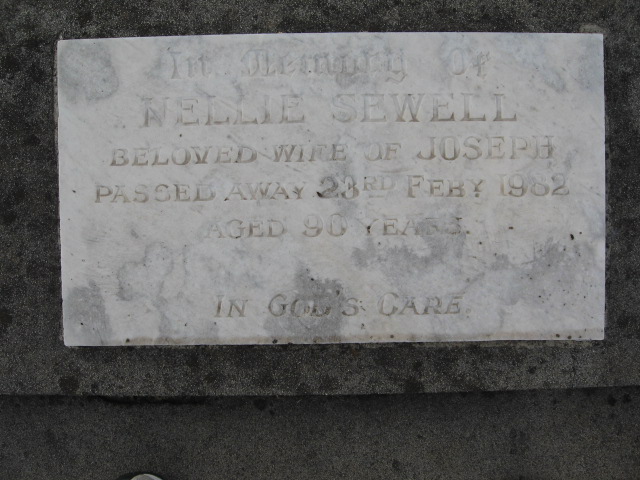 In Memory Of
NELLIE SEWELL
BELOVED WIFE OF JOSEPH
PASSED AWAY 23RD FEBY 1982
AGED 90 YEARS.
IN GOD'S CARE